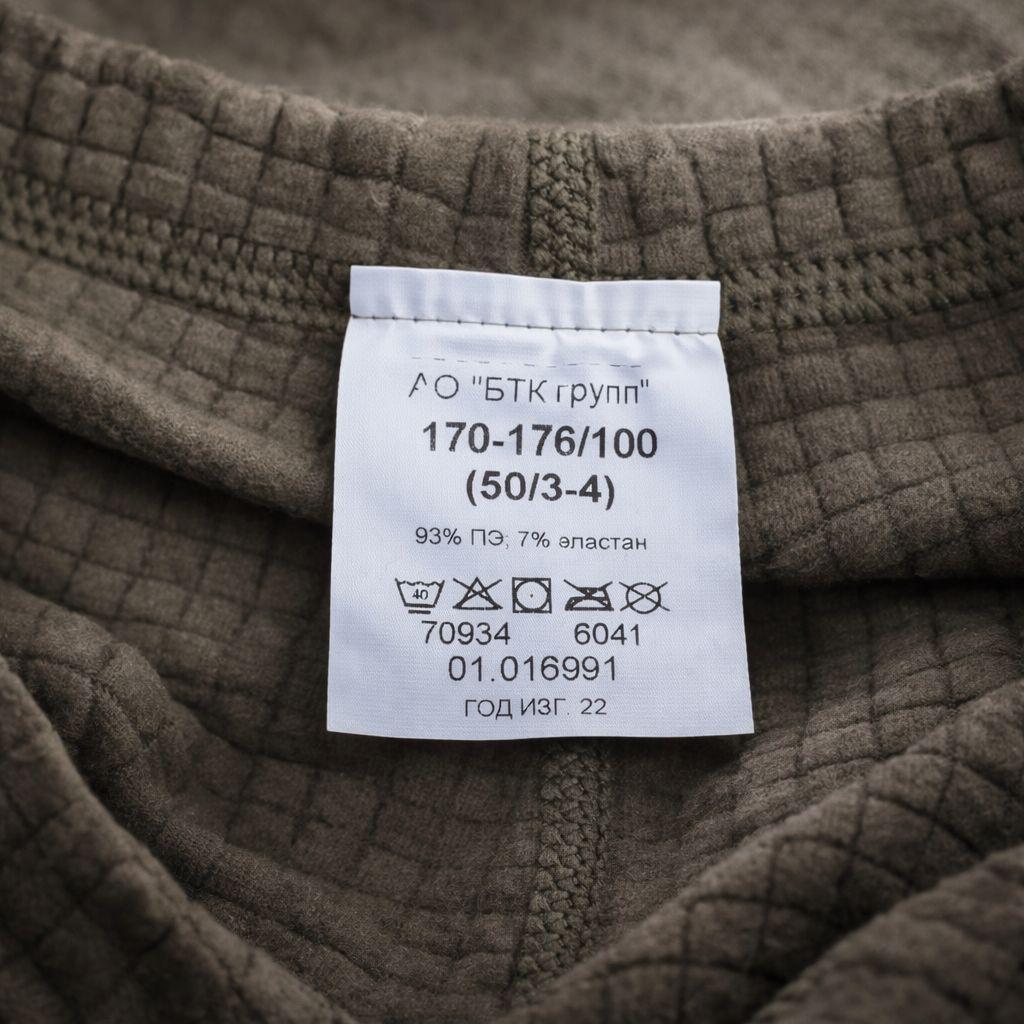 АО "БТК групп"
170-176/100
(50/3-4)
93% ПЭ; 7% эластан
40
70934 6041
01.016991
ГОД ИЗГ. 22